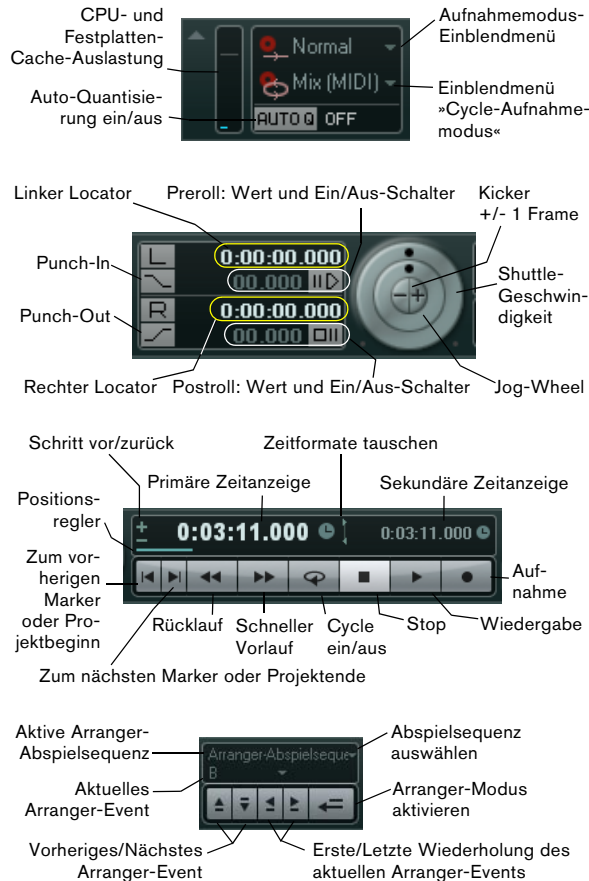 CPU- und
Festplatten-
Cache-Auslastung
Auto-Quantisie-
rung ein/aus
Normal
Mix (MIDI)
AUTO Q OFF
Aufnahmemodus-
Einblendmenü
Einblendmenü
»Cycle-Aufnahme-
modus«
Linker Locator
Preroll: Wert und Ein/Aus-Schalter
Kicker
+/- 1 Frame
Punch-In
Punch-Out
L 0:00:00.000
00.000
R 0:00:00.000
00.000
Shuttle-
Geschwin-
digkeit
Rechter Locator
Postroll: Wert und Ein/Aus-Schalter
Jog-Wheel
Schritt vor/zurück
Zeitformate tauschen
Primäre Zeitanzeige
Sekundäre Zeitanzeige
Positions-
regler
0:03:11.000
0:03:11.000
Zum vor-
herigen
Marker
oder Pro-
jektbeginn
Rücklauf
Schneller
Vorlauf
Cycle
ein/aus
Stop
Wiedergabe
Auf-
nahme
Zum nächsten Marker oder Projektende
Aktive Arranger-
Abspielsequenz
Arranger-Abspielseque
B
Abspielsequenz
auswählen
Aktuelles
Arranger-Event
Arranger-Modus
aktivieren
Vorheriges/Nächstes
Arranger-Event
Erste/Letzte Wiederholung des
aktuellen Arranger-Events